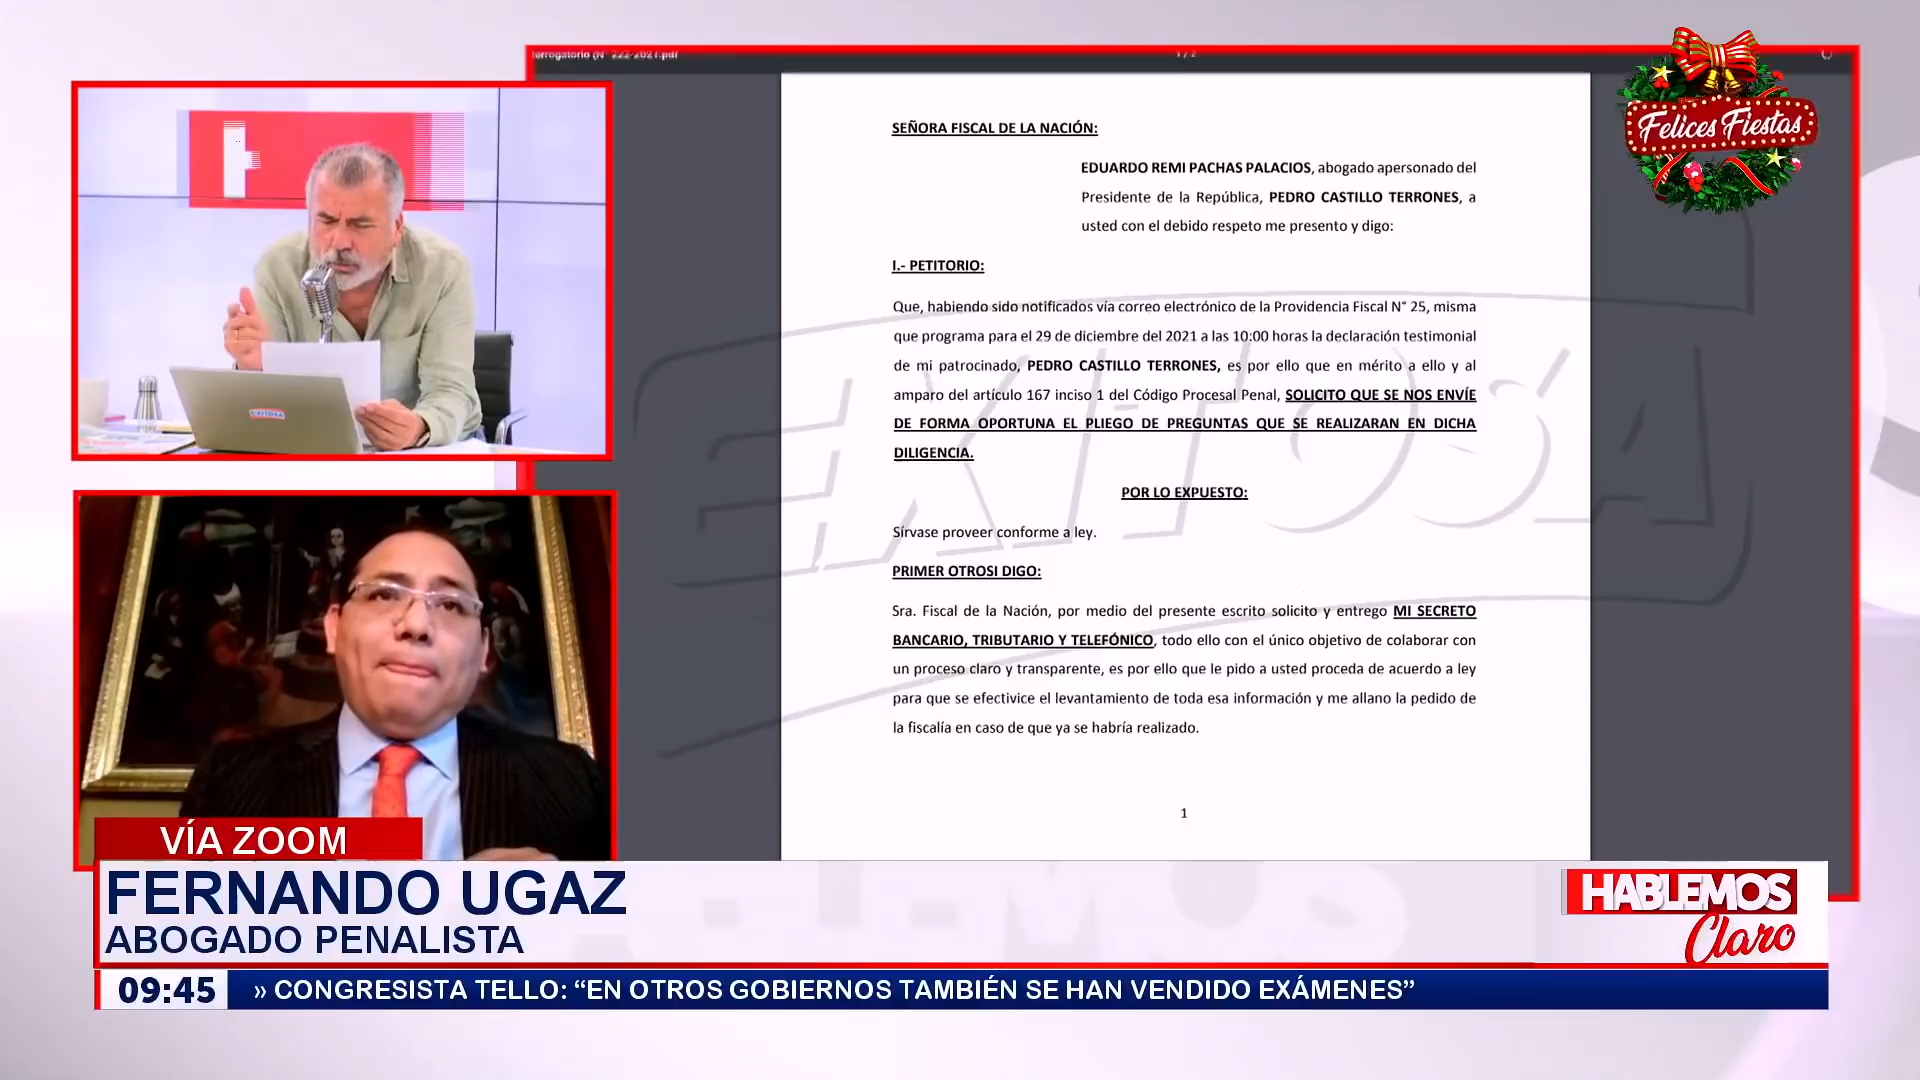 errogatorio (N° 222-2021.pdf
1 / 2
Felices Fiestas
SEÑORA FISCAL DE LA NACIÓN:
EDUARDO REMI PACHAS PALACIOS, abogado apersonado del
Presidente de la República, PEDRO CASTILLO TERRONES, a
usted con el debido respeto me presento y digo:
I.- PETITORIO:
Que, habiendo sido notificados vía correo electrónico de la Providencia Fiscal N° 25, misma
que programa para el 29 de diciembre del 2021 a las 10:00 horas la declaración testimonial
de mi patrocinado, PEDRO CASTILLO TERRONES, es por ello que en mérito a ello y al
amparo del artículo 167 inciso 1 del Código Procesal Penal, SOLICITO QUE SE NOS ENVÍE
DE FORMA OPORTUNA EL PLIEGO DE PREGUNTAS QUE SE REALIZARAN EN DICHA
DILIGENCIA.
POR LO EXPUESTO:
Sírvase proveer conforme a ley.
PRIMER OTROSI DIGO:
Sra. Fiscal de la Nación, por medio del presente escrito solicito y entrego MI SECRETO
BANCARIO, TRIBUTARIO Y TELEFÓNICO, todo ello con el único objetivo de colaborar con
un proceso claro y transparente, es por ello que le pido a usted proceda de acuerdo a ley
para que se efectivice el levantamiento de toda esa información y me allano la pedido de
la fiscalía en caso de que ya se habría realizado.
1
EXITOSA
EXITOSA
VÍA ZOOM
FERNANDO UGAZ
ABOGADO PENALISTA
HABLEMOS
Claro
09:45
» CONGRESISTA TELLO: “EN OTROS GOBIERNOS TAMBIÉN SE HAN VENDIDO EXÁMENES”